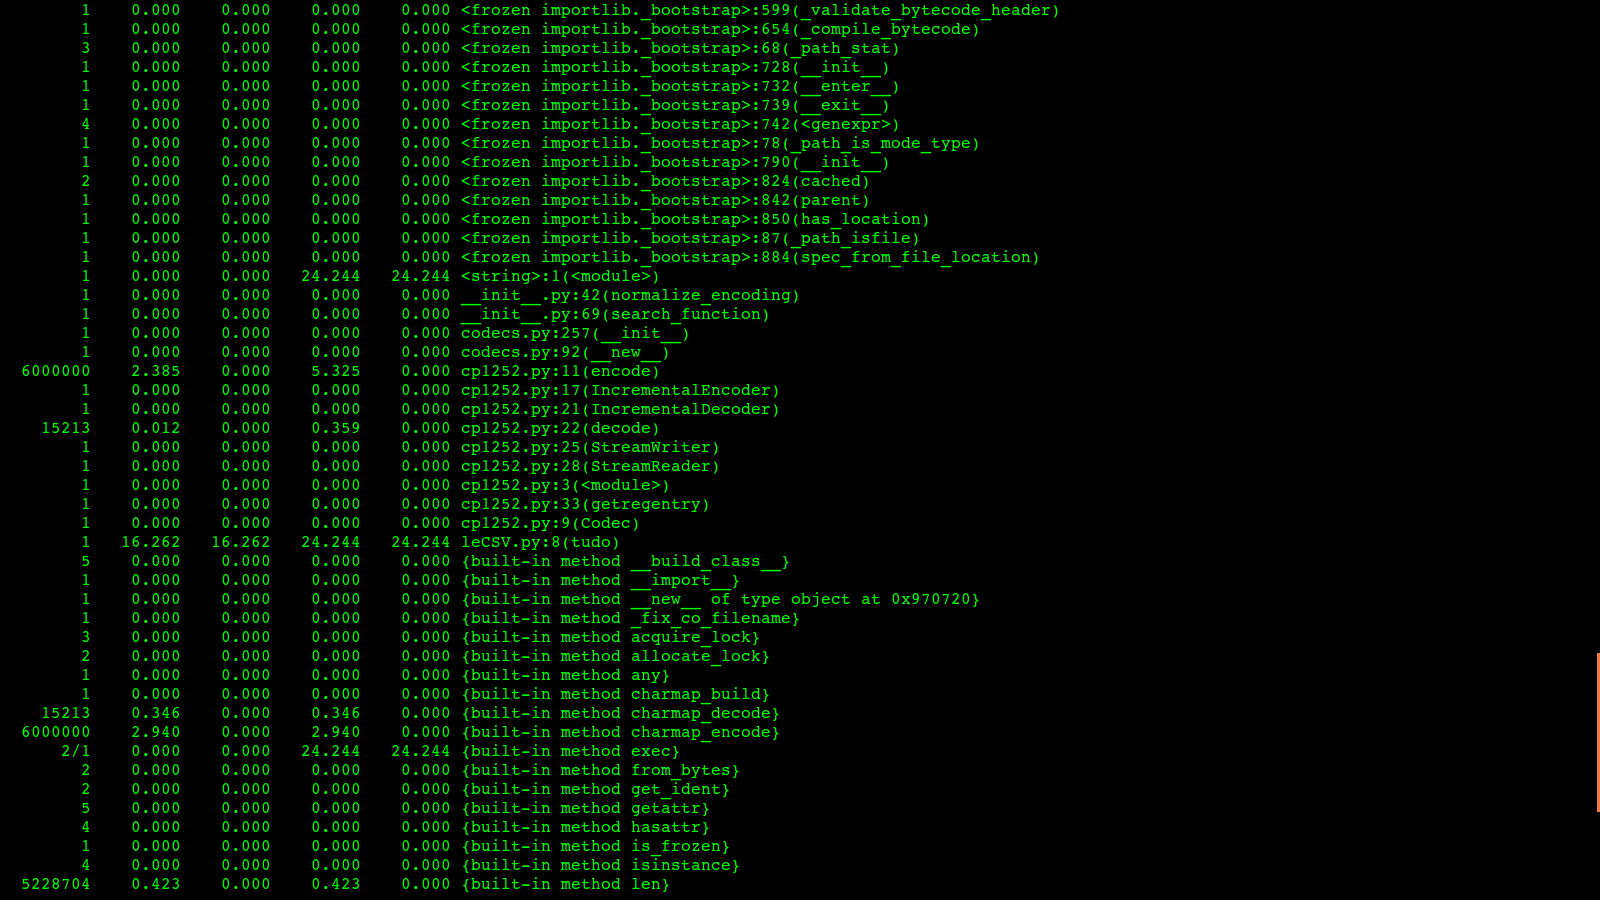 1 0.000 0.000 0.000 0.000 <frozen importlib._bootstrap>:599(_validate_bytecode_header)
1 0.000 0.000 0.000 0.000 <frozen importlib._bootstrap>:654(_compile_bytecode)
3 0.000 0.000 0.000 0.000 <frozen importlib._bootstrap>:68(_path_stat)
1 0.000 0.000 0.000 0.000 <frozen importlib._bootstrap>:728(__init__)
1 0.000 0.000 0.000 0.000 <frozen importlib._bootstrap>:732(__enter__)
1 0.000 0.000 0.000 0.000 <frozen importlib._bootstrap>:739(__exit__)
4 0.000 0.000 0.000 0.000 <frozen importlib._bootstrap>:742(<genexpr>)
1 0.000 0.000 0.000 0.000 <frozen importlib._bootstrap>:78(_path_is_mode_type)
1 0.000 0.000 0.000 0.000 <frozen importlib._bootstrap>:790(__init__)
2 0.000 0.000 0.000 0.000 <frozen importlib._bootstrap>:824(cached)
1 0.000 0.000 0.000 0.000 <frozen importlib._bootstrap>:842(parent)
1 0.000 0.000 0.000 0.000 <frozen importlib._bootstrap>:850(has_location)
1 0.000 0.000 0.000 0.000 <frozen importlib._bootstrap>:87(_path_isfile)
1 0.000 0.000 0.000 0.000 <frozen importlib._bootstrap>:884(spec_from_file_location)
1 0.000 0.000 24.244 24.244 <string>:1(<module>)
1 0.000 0.000 0.000 0.000 __init__.py:42(normalize_encoding)
1 0.000 0.000 0.000 0.000 __init__.py:69(search_function)
1 0.000 0.000 0.000 0.000 codecs.py:257(__init__)
1 0.000 0.000 0.000 0.000 codecs.py:92(__new__)
6000000 2.385 0.000 5.325 0.000 cp1252.py:11(encode)
1 0.000 0.000 0.000 0.000 cp1252.py:17(IncrementalEncoder)
1 0.000 0.000 0.000 0.000 cp1252.py:21(IncrementalDecoder)
15213 0.012 0.000 0.359 0.000 cp1252.py:22(decode)
1 0.000 0.000 0.000 0.000 cp1252.py:25(StreamWriter)
1 0.000 0.000 0.000 0.000 cp1252.py:28(StreamReader)
1 0.000 0.000 0.000 0.000 cp1252.py:3(<module>)
1 0.000 0.000 0.000 0.000 cp1252.py:33(getregentry)
1 0.000 0.000 0.000 0.000 cp1252.py:9(Codec)
1 16.262 16.262 24.244 24.244 leCSV.py:8(tudo)
5 0.000 0.000 0.000 0.000 {built-in method __build_class__}
1 0.000 0.000 0.000 0.000 {built-in method __import__}
1 0.000 0.000 0.000 0.000 {built-in method __new__ of type object at 0x970720}
1 0.000 0.000 0.000 0.000 {built-in method _fix_co_filename}
3 0.000 0.000 0.000 0.000 {built-in method acquire_lock}
2 0.000 0.000 0.000 0.000 {built-in method allocate_lock}
1 0.000 0.000 0.000 0.000 {built-in method any}
1 0.000 0.000 0.000 0.000 {built-in method charmap_build}
15213 0.346 0.000 0.346 0.000 {built-in method charmap_decode}
6000000 2.940 0.000 2.940 0.000 {built-in method charmap_encode}
2/1 0.000 0.000 24.244 24.244 {built-in method exec}
2 0.000 0.000 0.000 0.000 {built-in method from_bytes}
2 0.000 0.000 0.000 0.000 {built-in method get_ident}
5 0.000 0.000 0.000 0.000 {built-in method getattr}
4 0.000 0.000 0.000 0.000 {built-in method hasattr}
1 0.000 0.000 0.000 0.000 {built-in method is_frozen}
4 0.000 0.000 0.000 0.000 {built-in method isinstance}
5228704 0.423 0.000 0.423 0.000 {built-in method len}